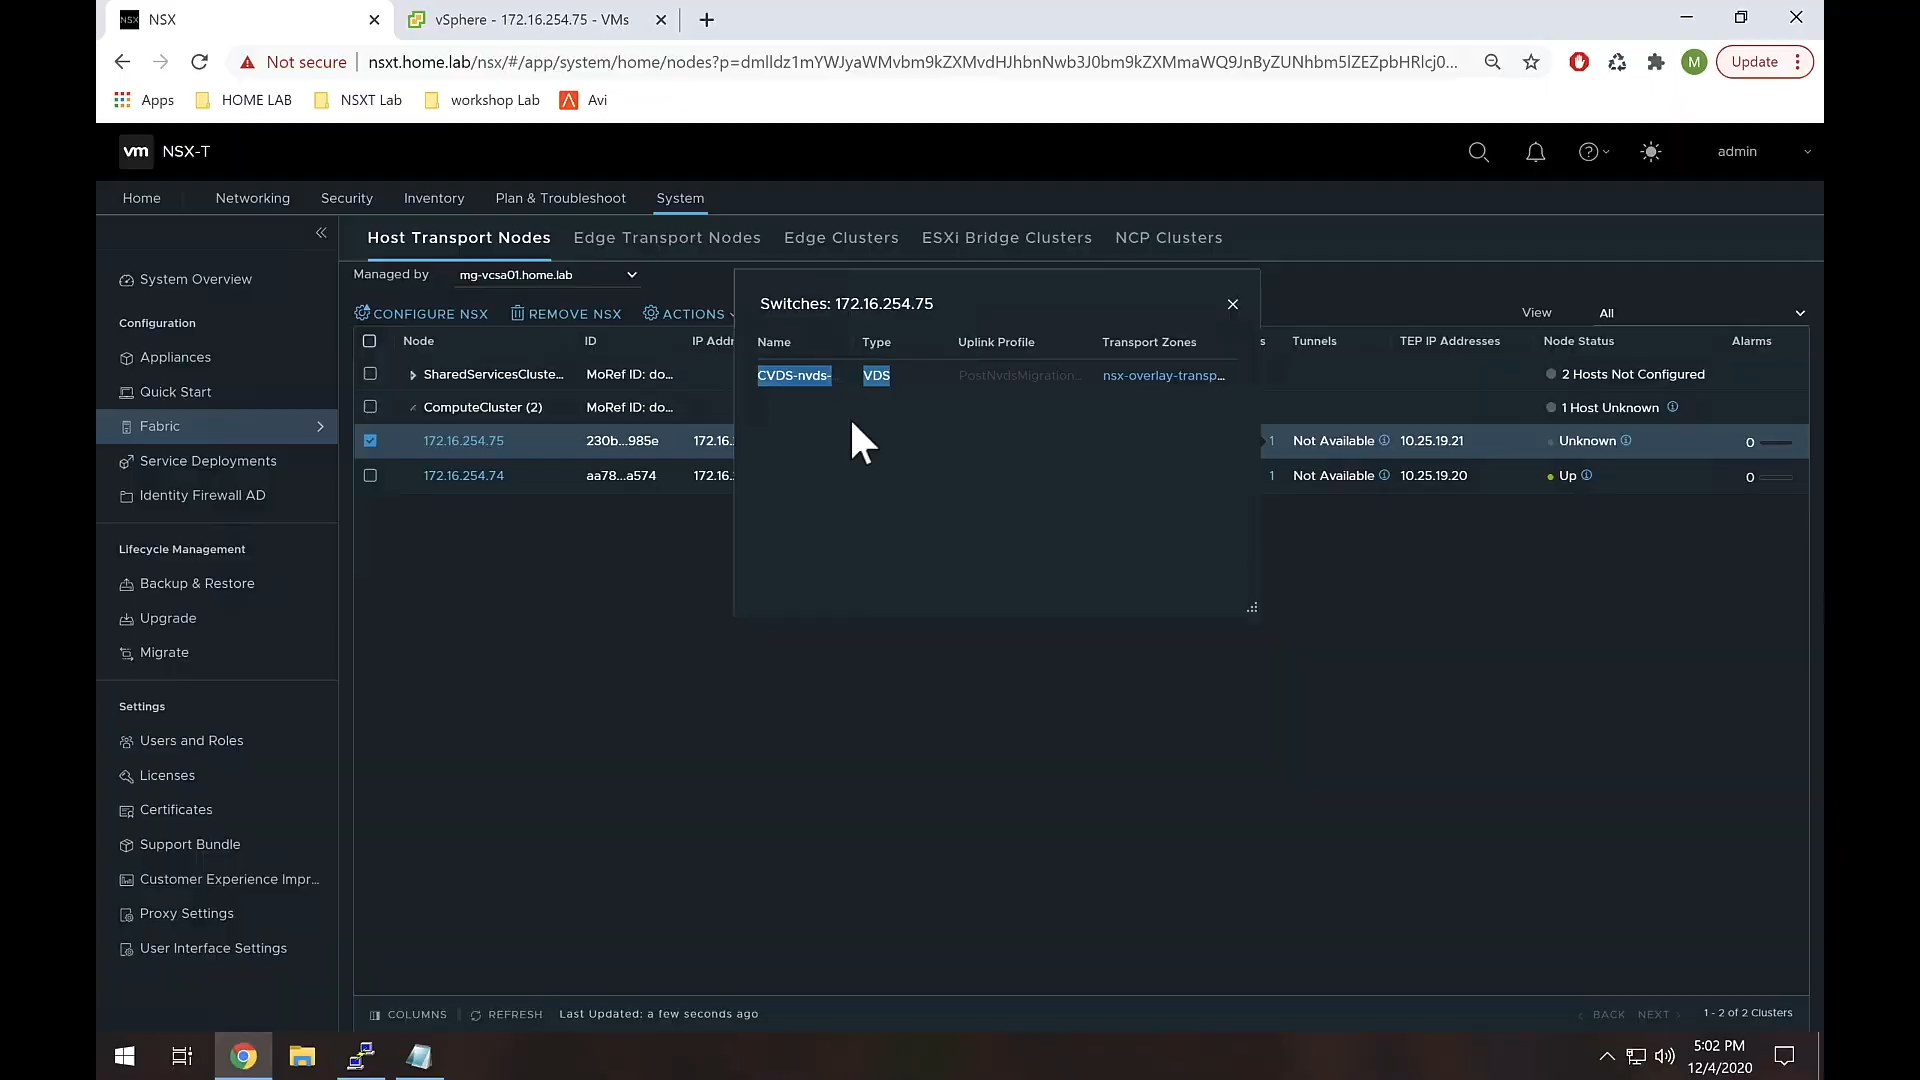 NSX
vSphere - 172.16.254.75 - VMs
Not secure
nsxt.home.lab/nsx/#/app/system/home/nodes?p=dmlldz1mYWJyaWMvbm9kZXMvdHJhbnNwb3J0bm9kZXMmaWQ9JnByZUNhbm5lZEZpbHRlcj0...
Update
Apps
HOME LAB
NSXT Lab
workshop Lab
Avi
M
vm NSX-T
admin
Home
Networking
Security
Inventory
Plan & Troubleshoot
System
System Overview
Configuration
Appliances
Quick Start
Fabric
Service Deployments
Identity Firewall AD
Lifecycle Management
Backup & Restore
Upgrade
Migrate
Settings
Users and Roles
Licenses
Certificates
Support Bundle
Customer Experience Impr...
Proxy Settings
User Interface Settings
Host Transport Nodes
Edge Transport Nodes
Edge Clusters
ESXi Bridge Clusters
NCP Clusters
Managed by mg-vcsa01.home.lab
CONFIGURE NSX
REMOVE NSX
ACTIONS
View All
Node ID IP Addr s Tunnels TEP IP Addresses Node Status Alarms
SharedServicesCluste... MoRef ID: do... 2 Hosts Not Configured
ComputeCluster (2) MoRef ID: do... 1 Host Unknown
172.16.254.75 230b...985e 172.16. 1 Not Available 10.25.19.21 Unknown 0
172.16.254.74 aa78...a574 172.16. 1 Not Available 10.25.19.20 Up 0
Switches: 172.16.254.75
Name Type Uplink Profile Transport Zones
CVDS-nvds- VDS PostNvdsMigration... nsx-overlay-transp...
COLUMNS
REFRESH
Last Updated: a few seconds ago
BACK NEXT
1 - 2 of 2 Clusters
5:02 PM
12/4/2020